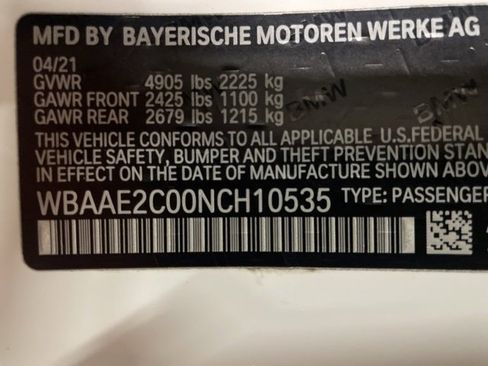 MFD BY BAYERISCHE MOTOREN WERKE AG
04/21
GVWR 4905 lbs 2225 kg
GAWR FRONT 2425 lbs 1100 kg
GAWR REAR 2679 lbs 1215 kg
THIS VEHICLE CONFORMS TO ALL APPLICABLE U.S.FEDERAL
VEHICLE SAFETY, BUMPER AND THEFT PREVENTION STAN
IN EFFECT ON THE DATE OF MANUFACTURE SHOWN ABOVE
WBAAE2C00NCH10535 TYPE: PASSENGER